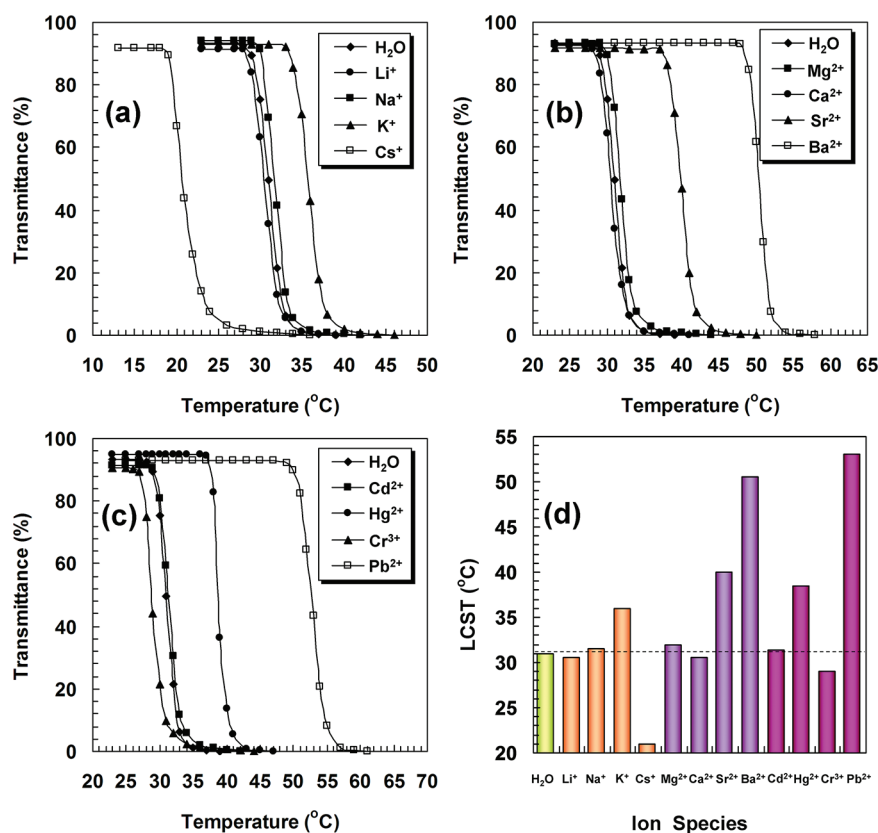 (a)
Transmittance (%)
100
80
60
40
20
0
10 15 20 25 30 35 40 45 50
Temperature (°C)
H₂O
Li⁺
Na⁺
K⁺
Cs⁺
(b)
Transmittance (%)
100
80
60
40
20
0
20 25 30 35 40 45 50 55 60 65
Temperature (°C)
H₂O
Mg²⁺
Ca²⁺
Sr²⁺
Ba²⁺
(c)
Transmittance (%)
100
80
60
40
20
0
20 25 30 35 40 45 50 55 60 65 70
Temperature (°C)
H₂O
Cd²⁺
Hg²⁺
Cr³⁺
Pb²⁺
(d)
LCST (°C)
55
50
45
40
35
30
25
20
H₂O Li⁺ Na⁺ K⁺ Cs⁺ Mg²⁺ Ca²⁺ Sr²⁺ Ba²⁺ Cd²⁺ Hg²⁺ Cr³⁺ Pb²⁺
Ion Species